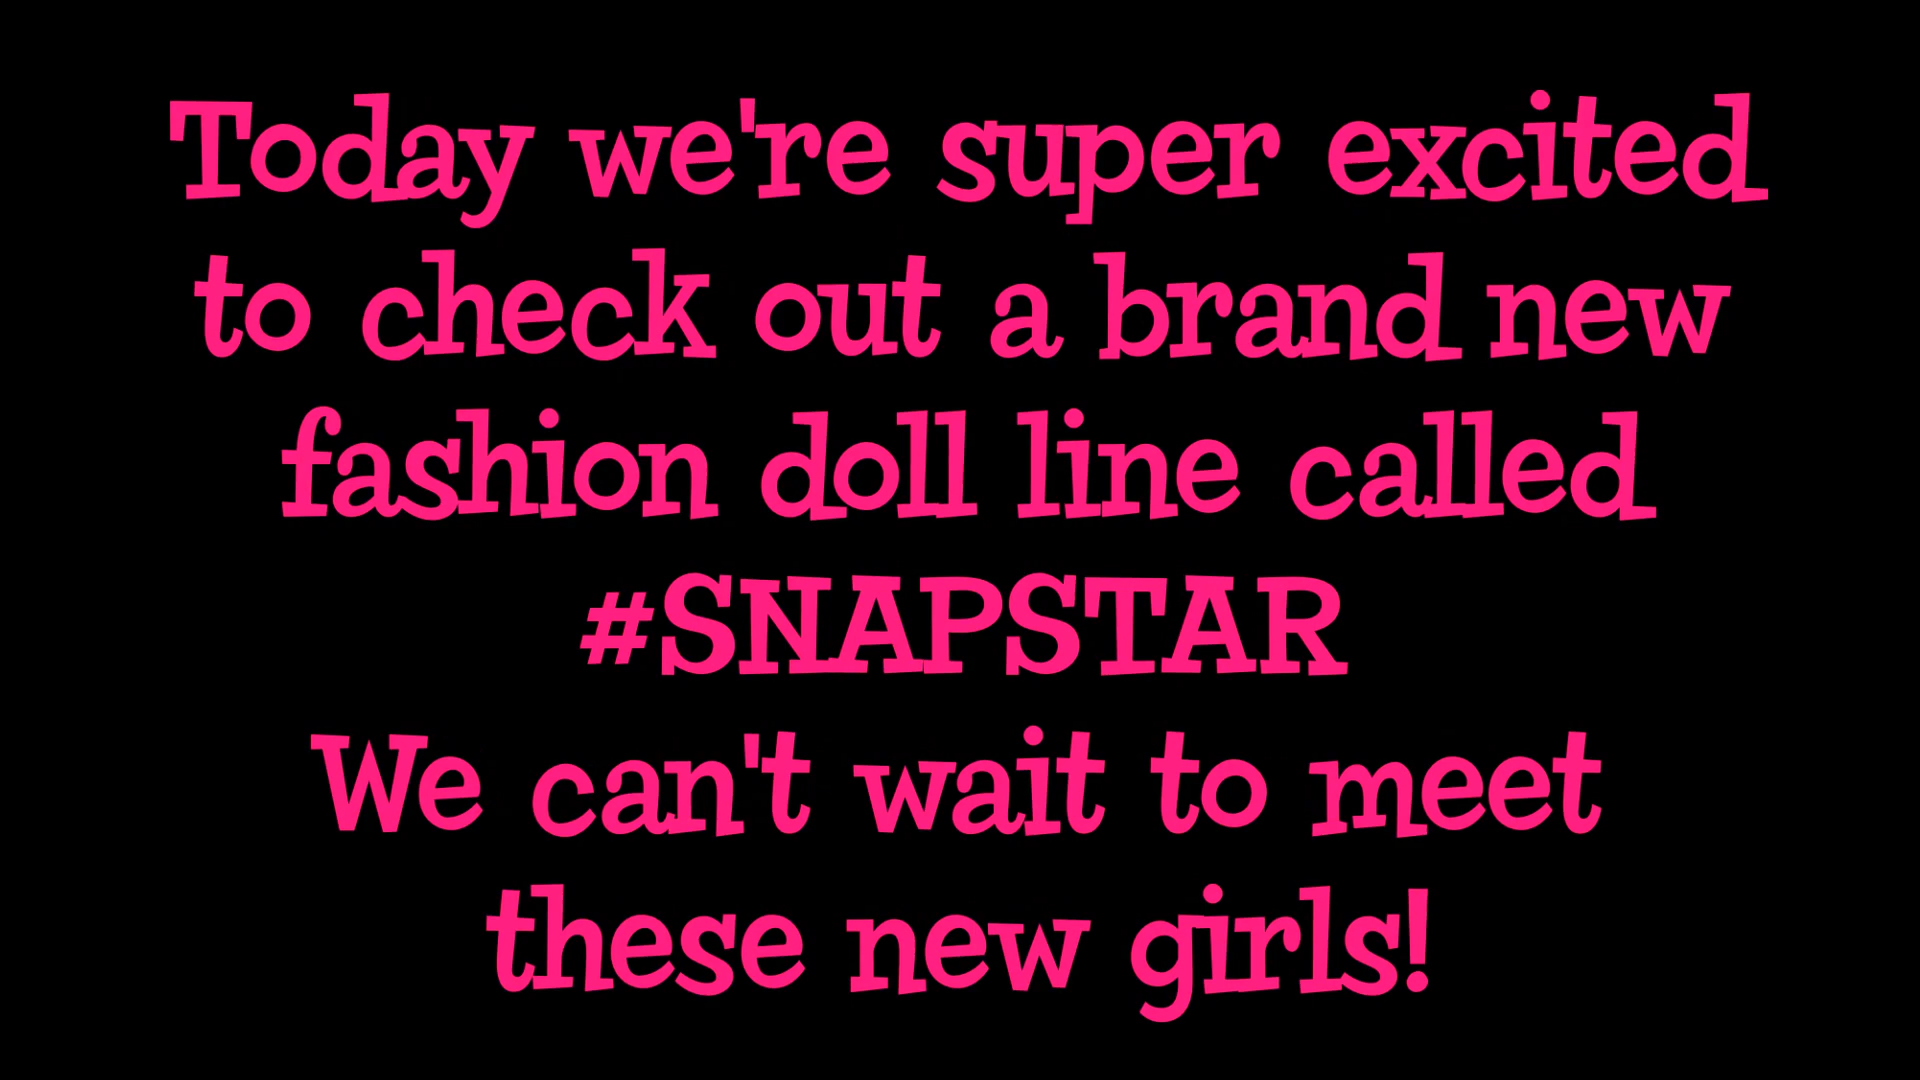 Today we're super excited
to check out a brand new
fashion doll line called
#SNAPSTAR
We can't wait to meet
these new girls!